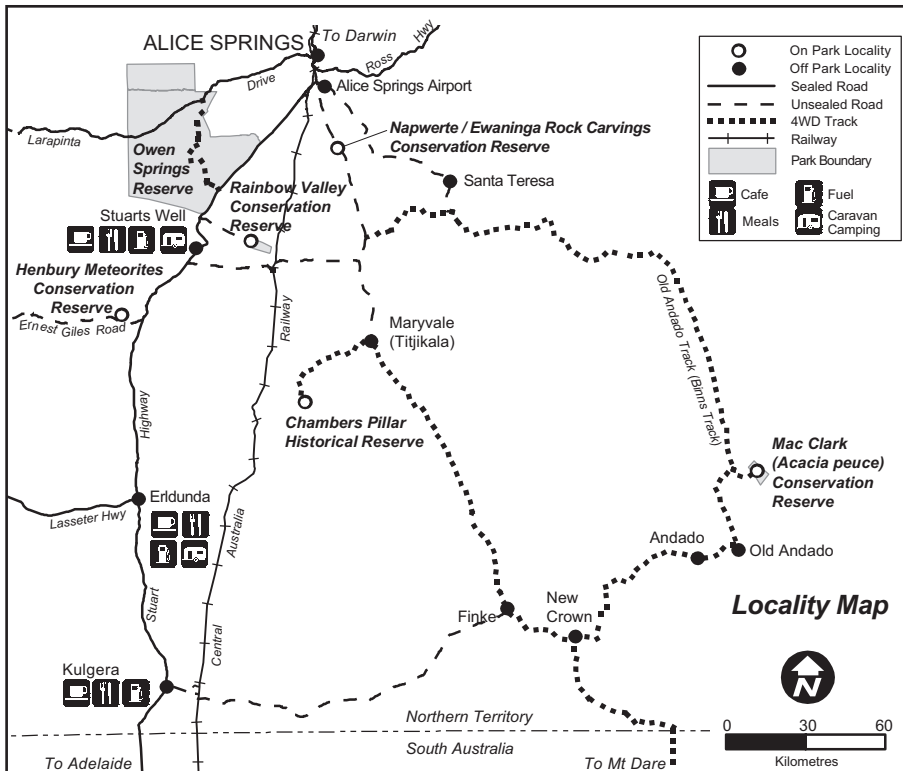 ALICE SPRINGS
To Darwin
Ross
Hwy
Drive
Alice Springs Airport
Larapinta
Napwerte / Ewaninga Rock Carvings
Conservation Reserve
Owen
Springs
Reserve
Rainbow Valley
Conservation
Reserve
Santa Teresa
Stuarts Well
Henbury Meteorites
Conservation
Reserve
Ernest Giles Road
Railway
Maryvale
(Titjikala)
Old Andado Track (Binns Track)
Chambers Pillar
Historical Reserve
Highway
Mac Clark
(Acacia peuce)
Conservation
Reserve
Erldunda
Lasseter Hwy
Australia
Andado
Old Andado
Stuart
Central
Finke
New
Crown
Locality Map
Kulgera
N
Northern Territory
South Australia
To Adelaide
To Mt Dare
0 30 60
Kilometres
On Park Locality
Off Park Locality
Sealed Road
Unsealed Road
4WD Track
Railway
Park Boundary
Cafe
Fuel
Meals
Caravan
Camping